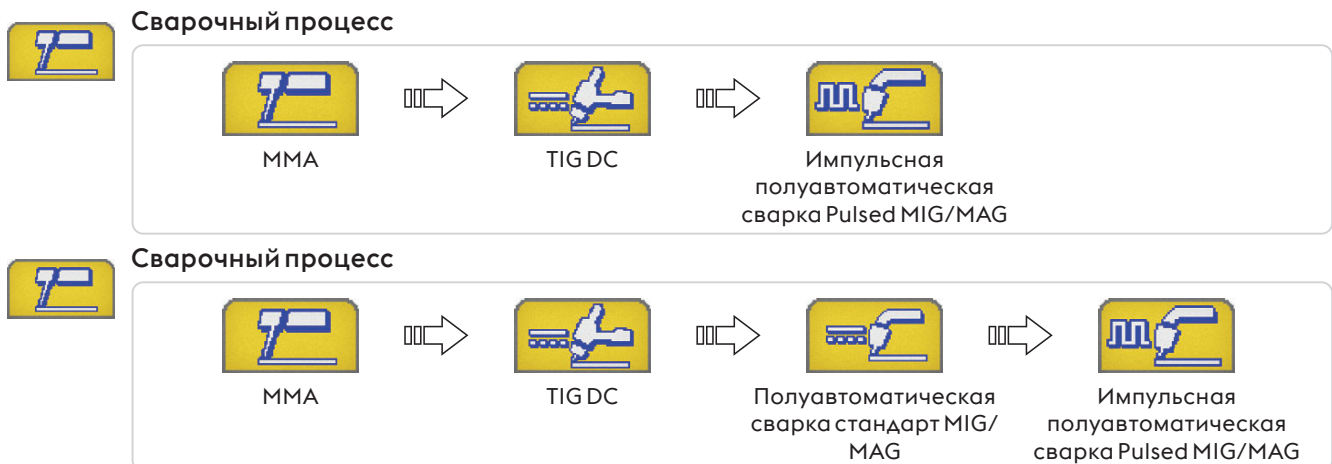 Сварочный процесс
MMA
TIG DC
Импульсная
полуавтоматическая
сварка Pulsed MIG/MAG
Сварочный процесс
MMA
TIG DC
Полуавтоматическая
сварка стандарт MIG/
MAG
Импульсная
полуавтоматическая
сварка Pulsed MIG/MAG